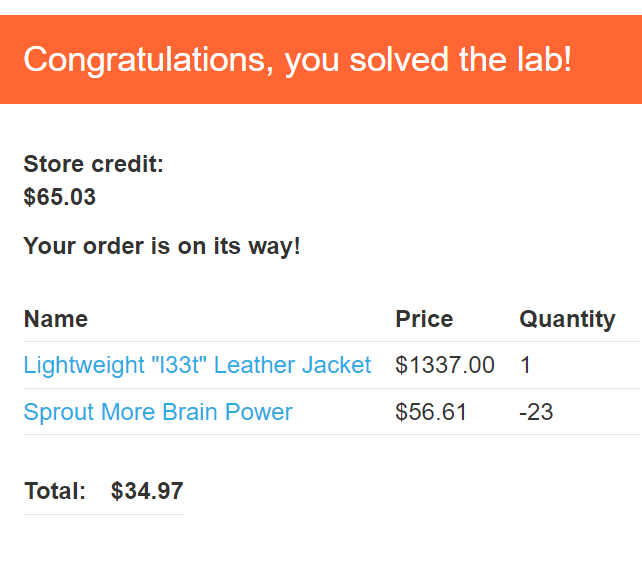 Congratulations, you solved the lab!
Store credit:
$65.03
Your order is on its way!
Name Price Quantity
Lightweight "l33t" Leather Jacket $1337.00 1
Sprout More Brain Power $56.61 -23
Total: $34.97